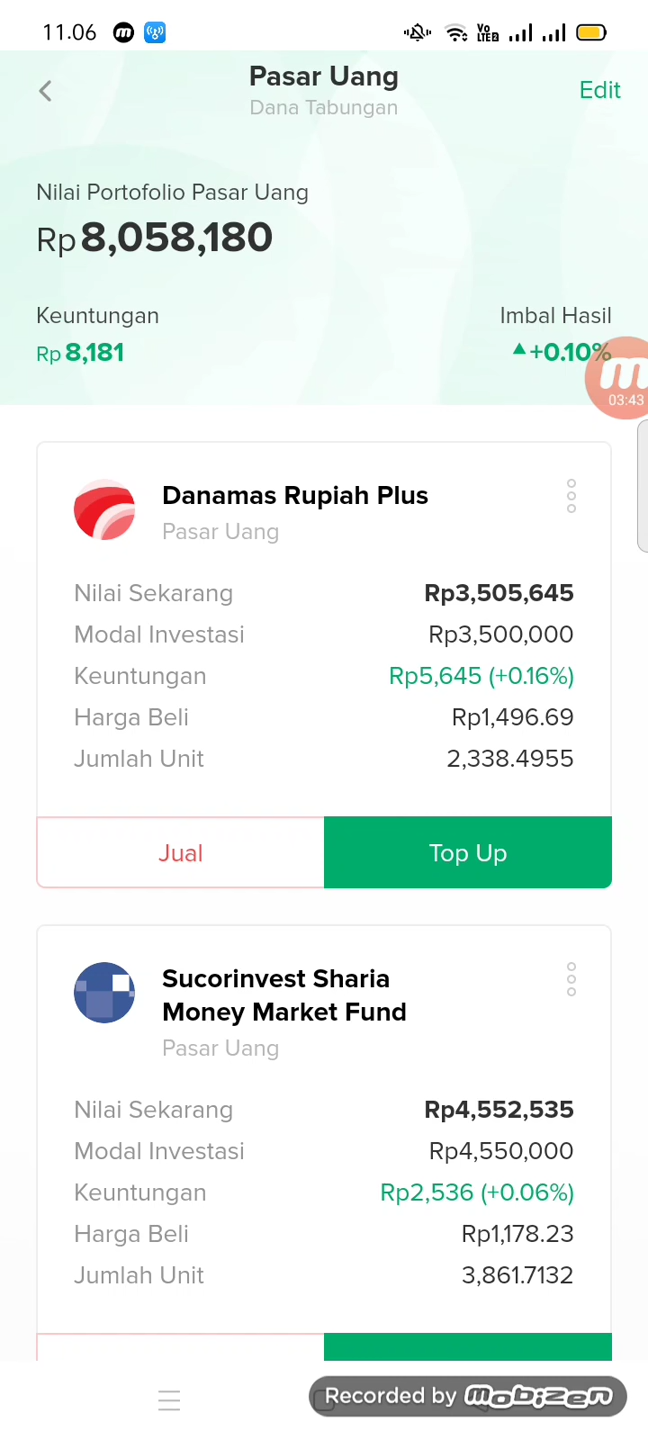 11.06
Vo LTE
Pasar Uang
Edit
Dana Tabungan
Nilai Portofolio Pasar Uang
Rp 8,058,180
Keuntungan Imbal Hasil
Rp 8,181 +0.10%
03:43
Danamas Rupiah Plus
Pasar Uang
Nilai Sekarang Rp3,505,645
Modal Investasi Rp3,500,000
Keuntungan Rp5,645 (+0.16%)
Harga Beli Rp1,496.69
Jumlah Unit 2,338.4955
Jual Top Up
Sucorinvest Sharia
Money Market Fund
Pasar Uang
Nilai Sekarang Rp4,552,535
Modal Investasi Rp4,550,000
Keuntungan Rp2,536 (+0.06%)
Harga Beli Rp1,178.23
Jumlah Unit 3,861.7132
Recorded by mobizen